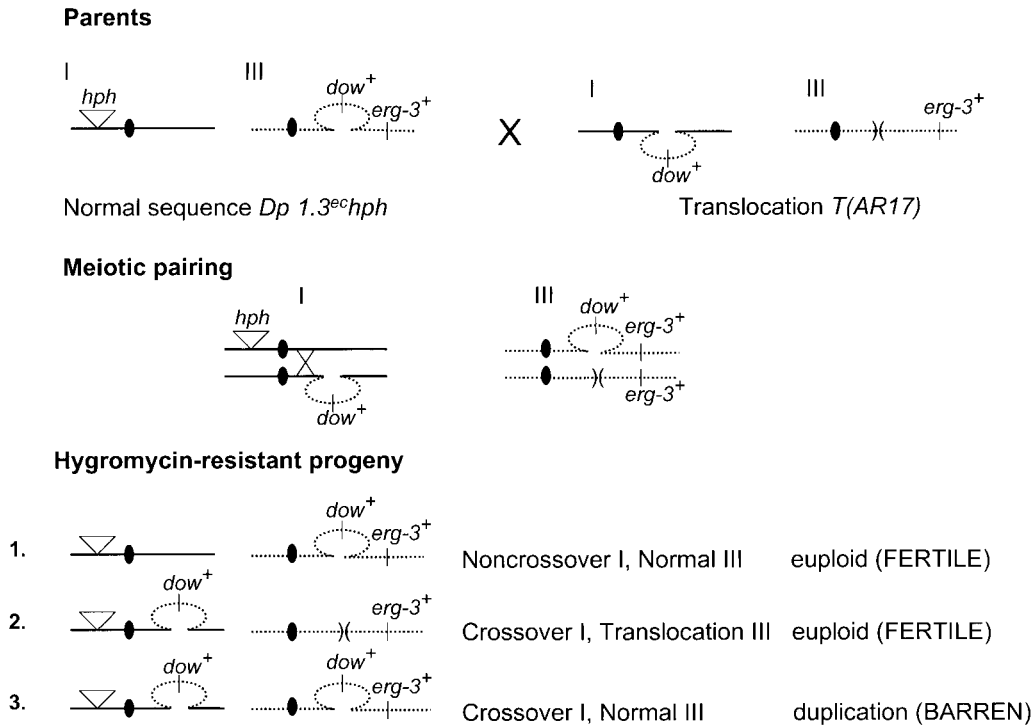 Parents
I III I III
hph dow+ erg-3+ X dow+ erg-3+
Normal sequence Dp 1.3ec hph Translocation T(AR17)
Meiotic pairing
I III
hph dow+ erg-3+
dow+ erg-3+
Hygromycin-resistant progeny
dow+
1. erg-3+ Noncrossover I, Normal III euploid (FERTILE)
dow+
2. erg-3+ Crossover I, Translocation III euploid (FERTILE)
dow+ dow+
3. erg-3+ Crossover I, Normal III duplication (BARREN)